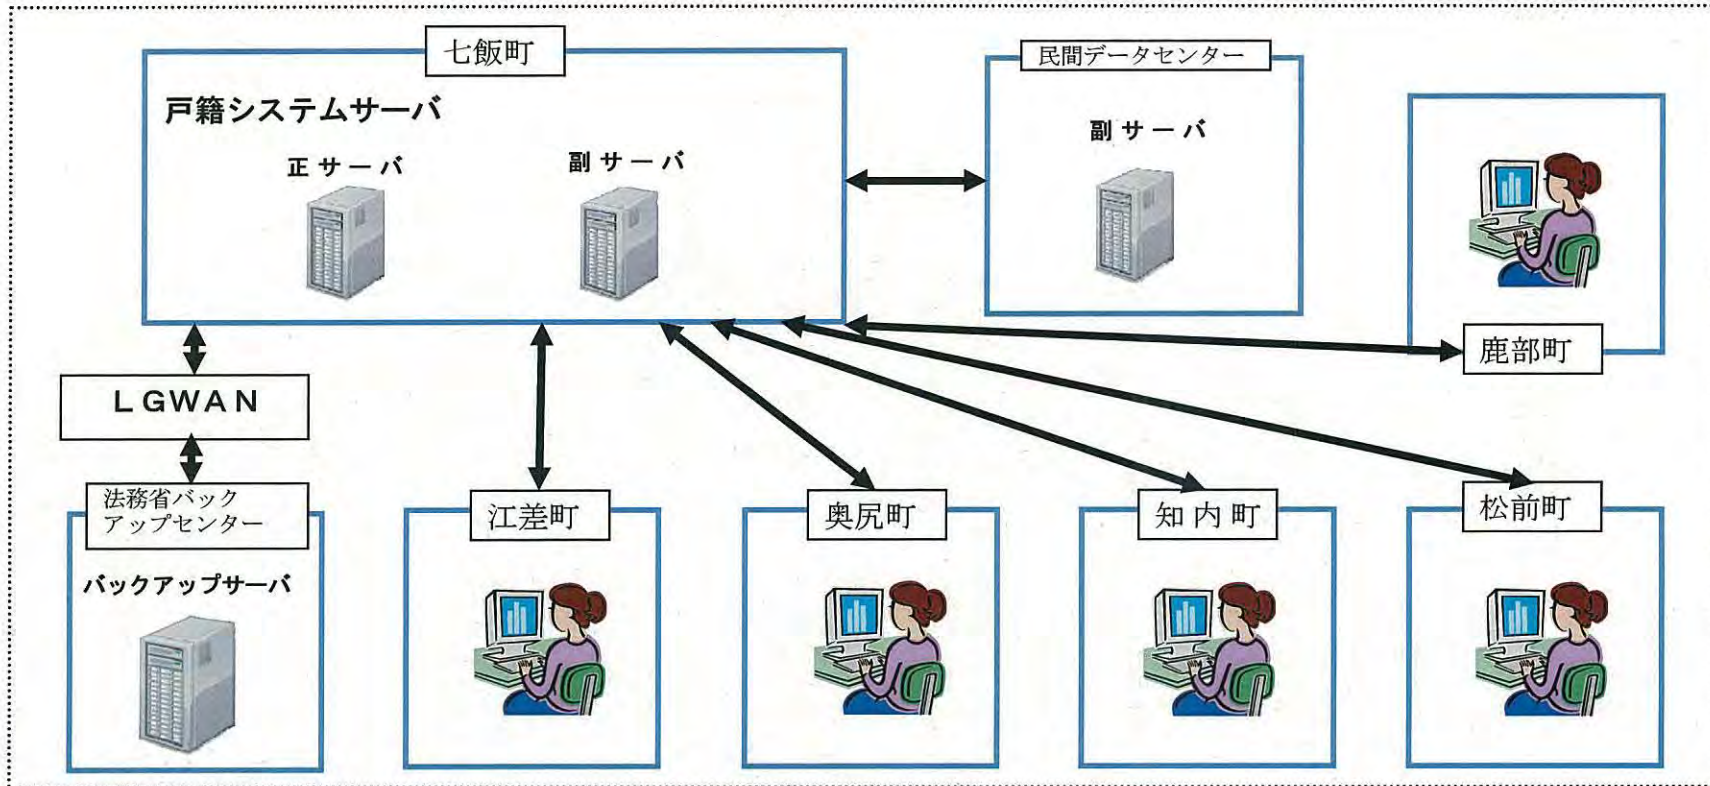 七飯町
民間データセンター
戸籍システムサーバ
正サーバ
副サーバ
副サーバ
鹿部町
LGWAN
法務省バック
アップセンター
江差町
奥尻町
知内町
松前町
バックアップサーバ